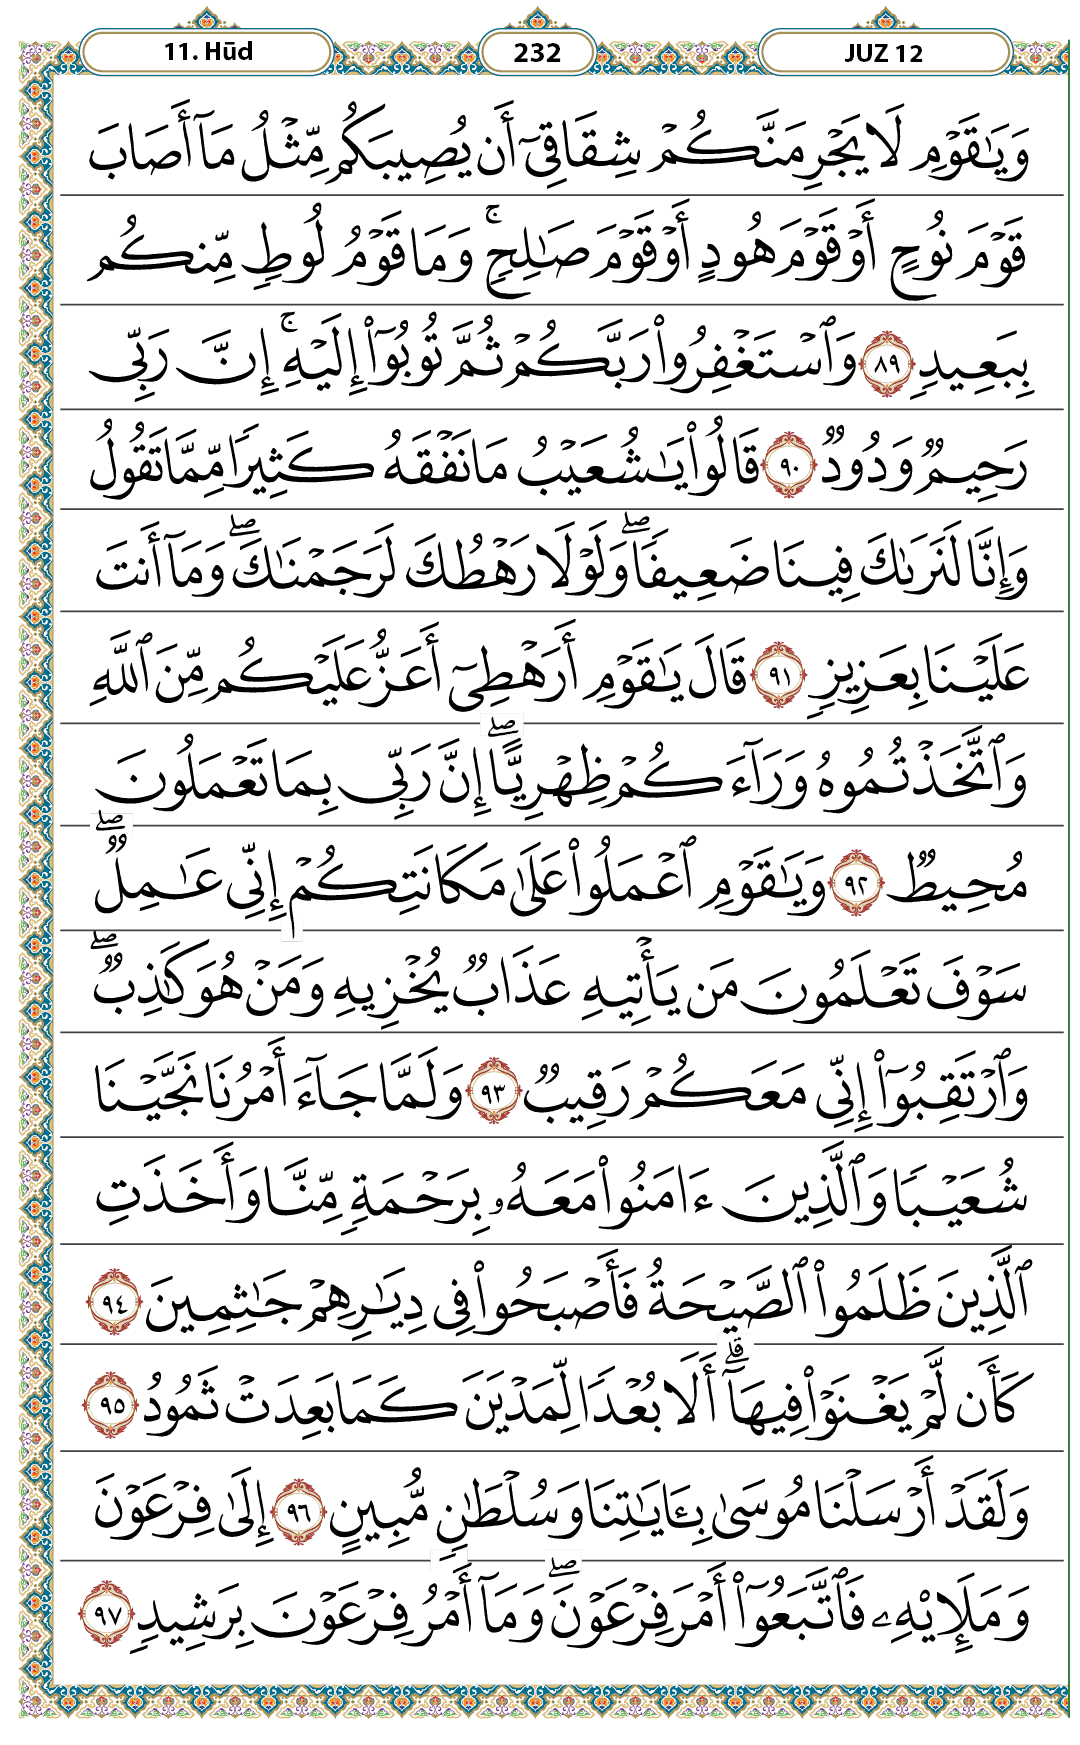 11. Hūd
232
JUZ 12
وَيَٰقَوْمِ لَا يَجْرِمَنَّكُمْ شِقَاقِىٓ أَن يُصِيبَكُم مِّثْلُ مَآ أَصَابَ
قَوْمَ نُوحٍ أَوْ قَوْمَ هُودٍ أَوْ قَوْمَ صَٰلِحٍ ۚ وَمَا قَوْمُ لُوطٍ مِّنكُم
بِبَعِيدٍ ٨٩ وَٱسْتَغْفِرُوا۟ رَبَّكُمْ ثُمَّ تُوبُوٓا۟ إِلَيْهِ ۚ إِنَّ رَبِّى
رَحِيمٌ وَدُودٌ ٩٠ قَالُوا۟ يَٰشُعَيْبُ مَا نَفْقَهُ كَثِيرًا مِّمَّا تَقُولُ
وَإِنَّا لَنَرَىٰكَ فِينَا ضَعِيفًا ۖ وَلَوْلَا رَهْطُكَ لَرَجَمْنَٰكَ ۖ وَمَآ أَنتَ
عَلَيْنَا بِعَزِيزٍ ٩١ قَالَ يَٰقَوْمِ أَرَهْطِىٓ أَعَزُّ عَلَيْكُم مِّنَ ٱللَّهِ
وَٱتَّخَذْتُمُوهُ وَرَآءَكُمْ ظِهْرِيًّا ۖ إِنَّ رَبِّى بِمَا تَعْمَلُونَ
مُحِيطٌ ٩٢ وَيَٰقَوْمِ ٱعْمَلُوا۟ عَلَىٰ مَكَانَتِكُمْ إِنِّى عَٰمِلٌ ۖ
سَوْفَ تَعْلَمُونَ مَن يَأْتِيهِ عَذَابٌ يُخْزِيهِ وَمَنْ هُوَ كَٰذِبٌ ۖ
وَٱرْتَقِبُوٓا۟ إِنِّى مَعَكُمْ رَقِيبٌ ٩٣ وَلَمَّا جَآءَ أَمْرُنَا نَجَّيْنَا
شُعَيْبًا وَٱلَّذِينَ ءَامَنُوا۟ مَعَهُۥ بِرَحْمَةٍ مِّنَّا وَأَخَذَتِ
ٱلَّذِينَ ظَلَمُوا۟ ٱلصَّيْحَةُ فَأَصْبَحُوا۟ فِى دِيَٰرِهِمْ جَٰثِمِينَ ٩٤
كَأَن لَّمْ يَغْنَوْا۟ فِيهَآ ۗ أَلَا بُعْدًا لِّمَدْيَنَ كَمَا بَعِدَتْ ثَمُودُ ٩٥
وَلَقَدْ أَرْسَلْنَا مُوسَىٰ بِـَٔايَٰتِنَا وَسُلْطَٰنٍ مُّبِينٍ ٩٦ إِلَىٰ فِرْعَوْنَ
وَمَلَإِي۟هِۦ فَٱتَّبَعُوٓا۟ أَمْرَ فِرْعَوْنَ ۖ وَمَآ أَمْرُ فِرْعَوْنَ بِرَشِيدٍ ٩٧